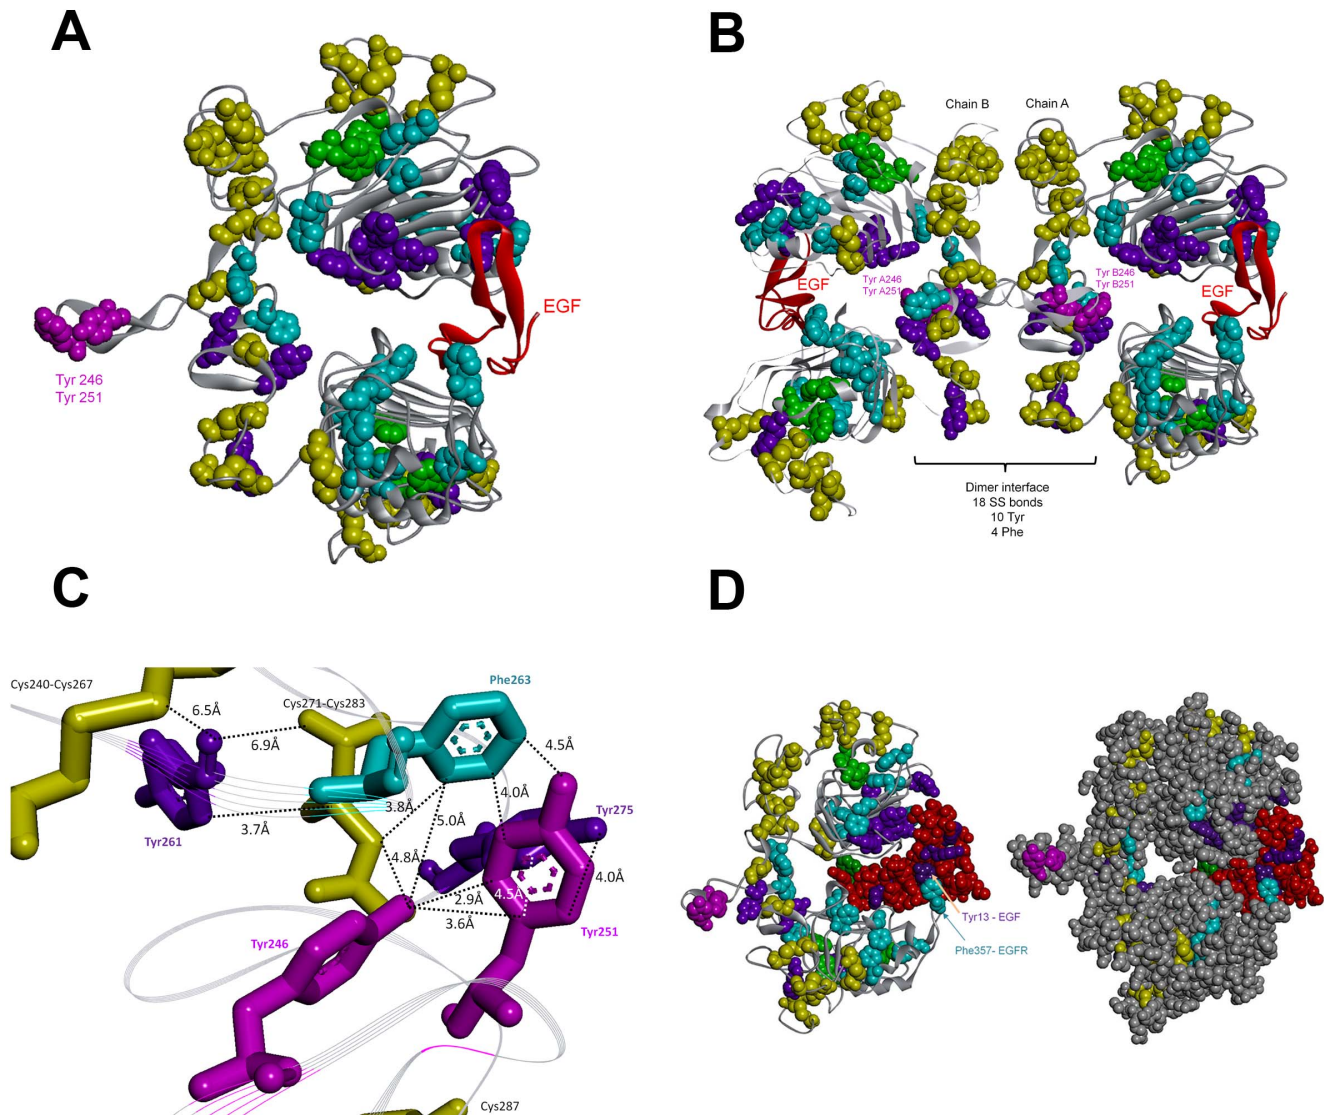 A
EGF
Tyr 246
Tyr 251
B
Chain B
Chain A
EGF
Tyr A246
Tyr A251
Tyr B246
Tyr B251
EGF
Dimer interface
18 SS bonds
10 Tyr
4 Phe
C
Cys240-Cys267
Phe263
Cys271-Cys283
6.5Å
6.9Å
4.5Å
3.8Å
4.0Å
5.0Å
Tyr275
3.7Å
Tyr261
4.8Å
4.0Å
2.9Å
4.5Å
3.6Å
Tyr246
Tyr251
Cys287
D
Tyr13 - EGF
Phe357- EGFR